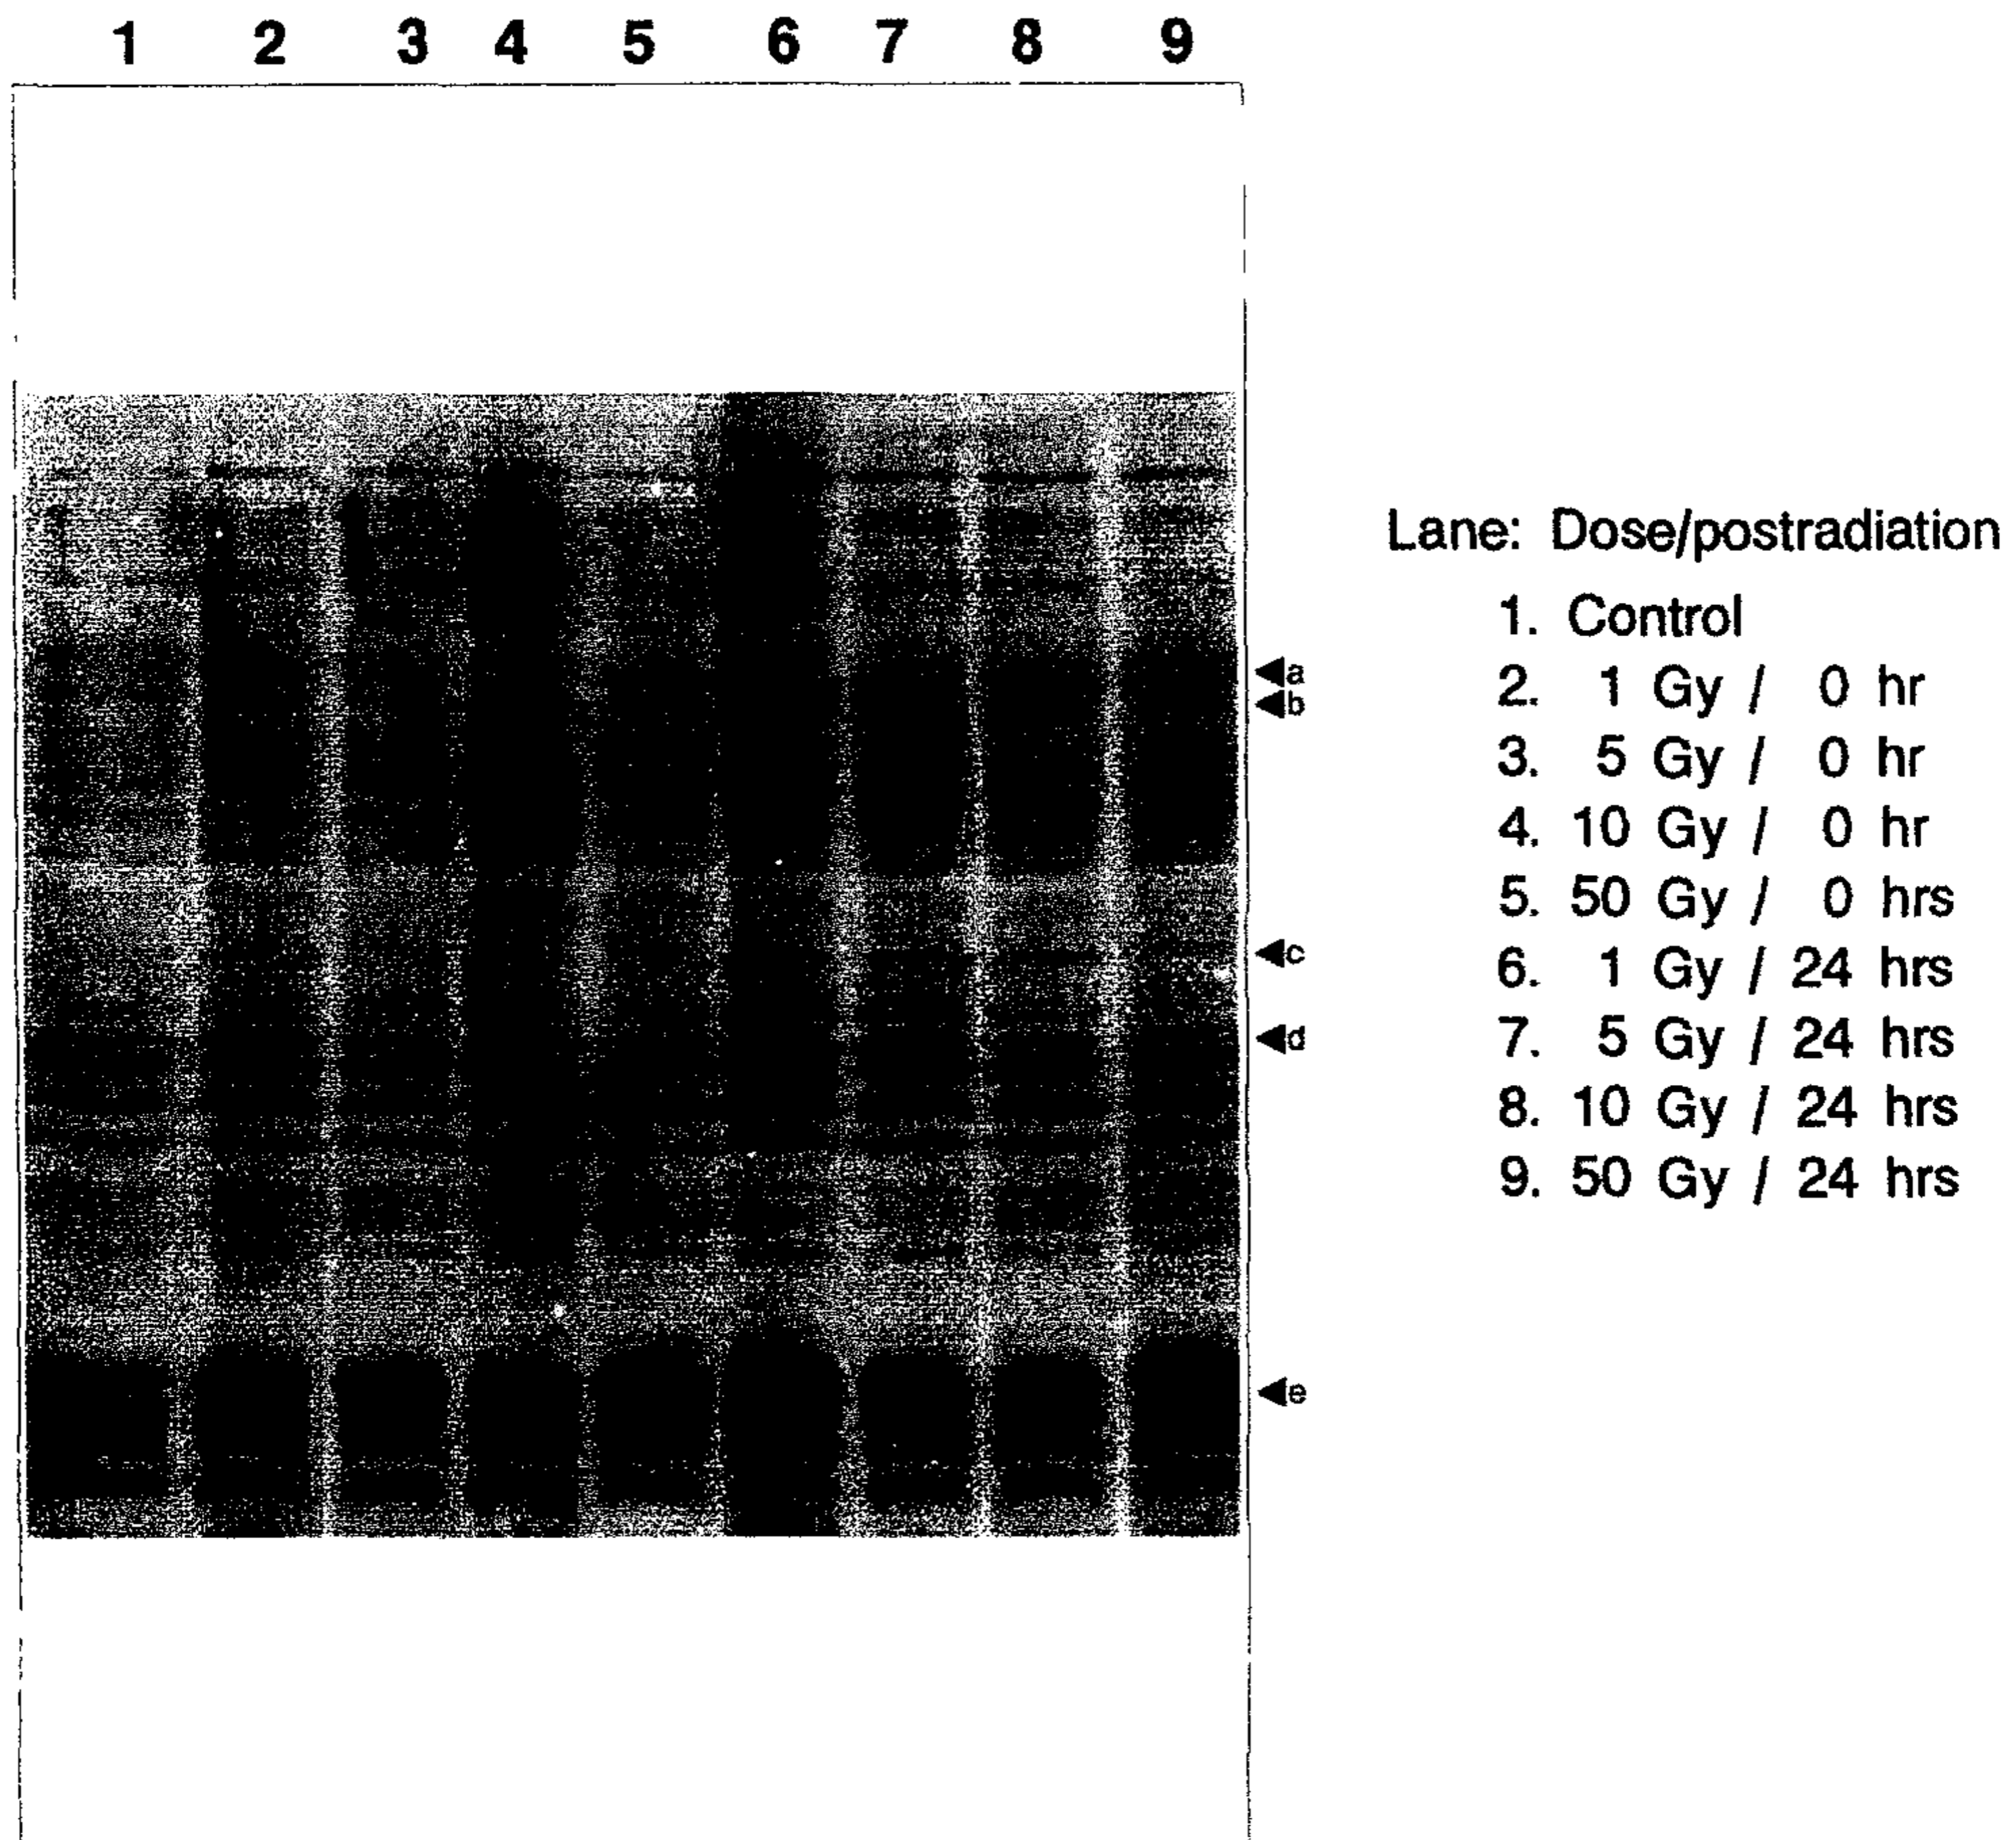 1 2 3 4 5 6 7 8 9
a
b
c
d
e
Lane: Dose/postradiation
1. Control
2. 1 Gy / 0 hr
3. 5 Gy / 0 hr
4. 10 Gy / 0 hr
5. 50 Gy / 0 hrs
6. 1 Gy / 24 hrs
7. 5 Gy / 24 hrs
8. 10 Gy / 24 hrs
9. 50 Gy / 24 hrs